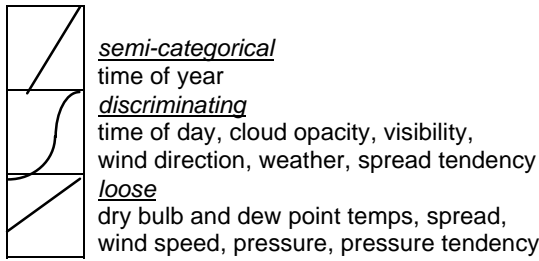 semi-categorical
time of year
discriminating
time of day, cloud opacity, visibility,
wind direction, weather, spread tendency
loose
dry bulb and dew point temps, spread,
wind speed, pressure, pressure tendency